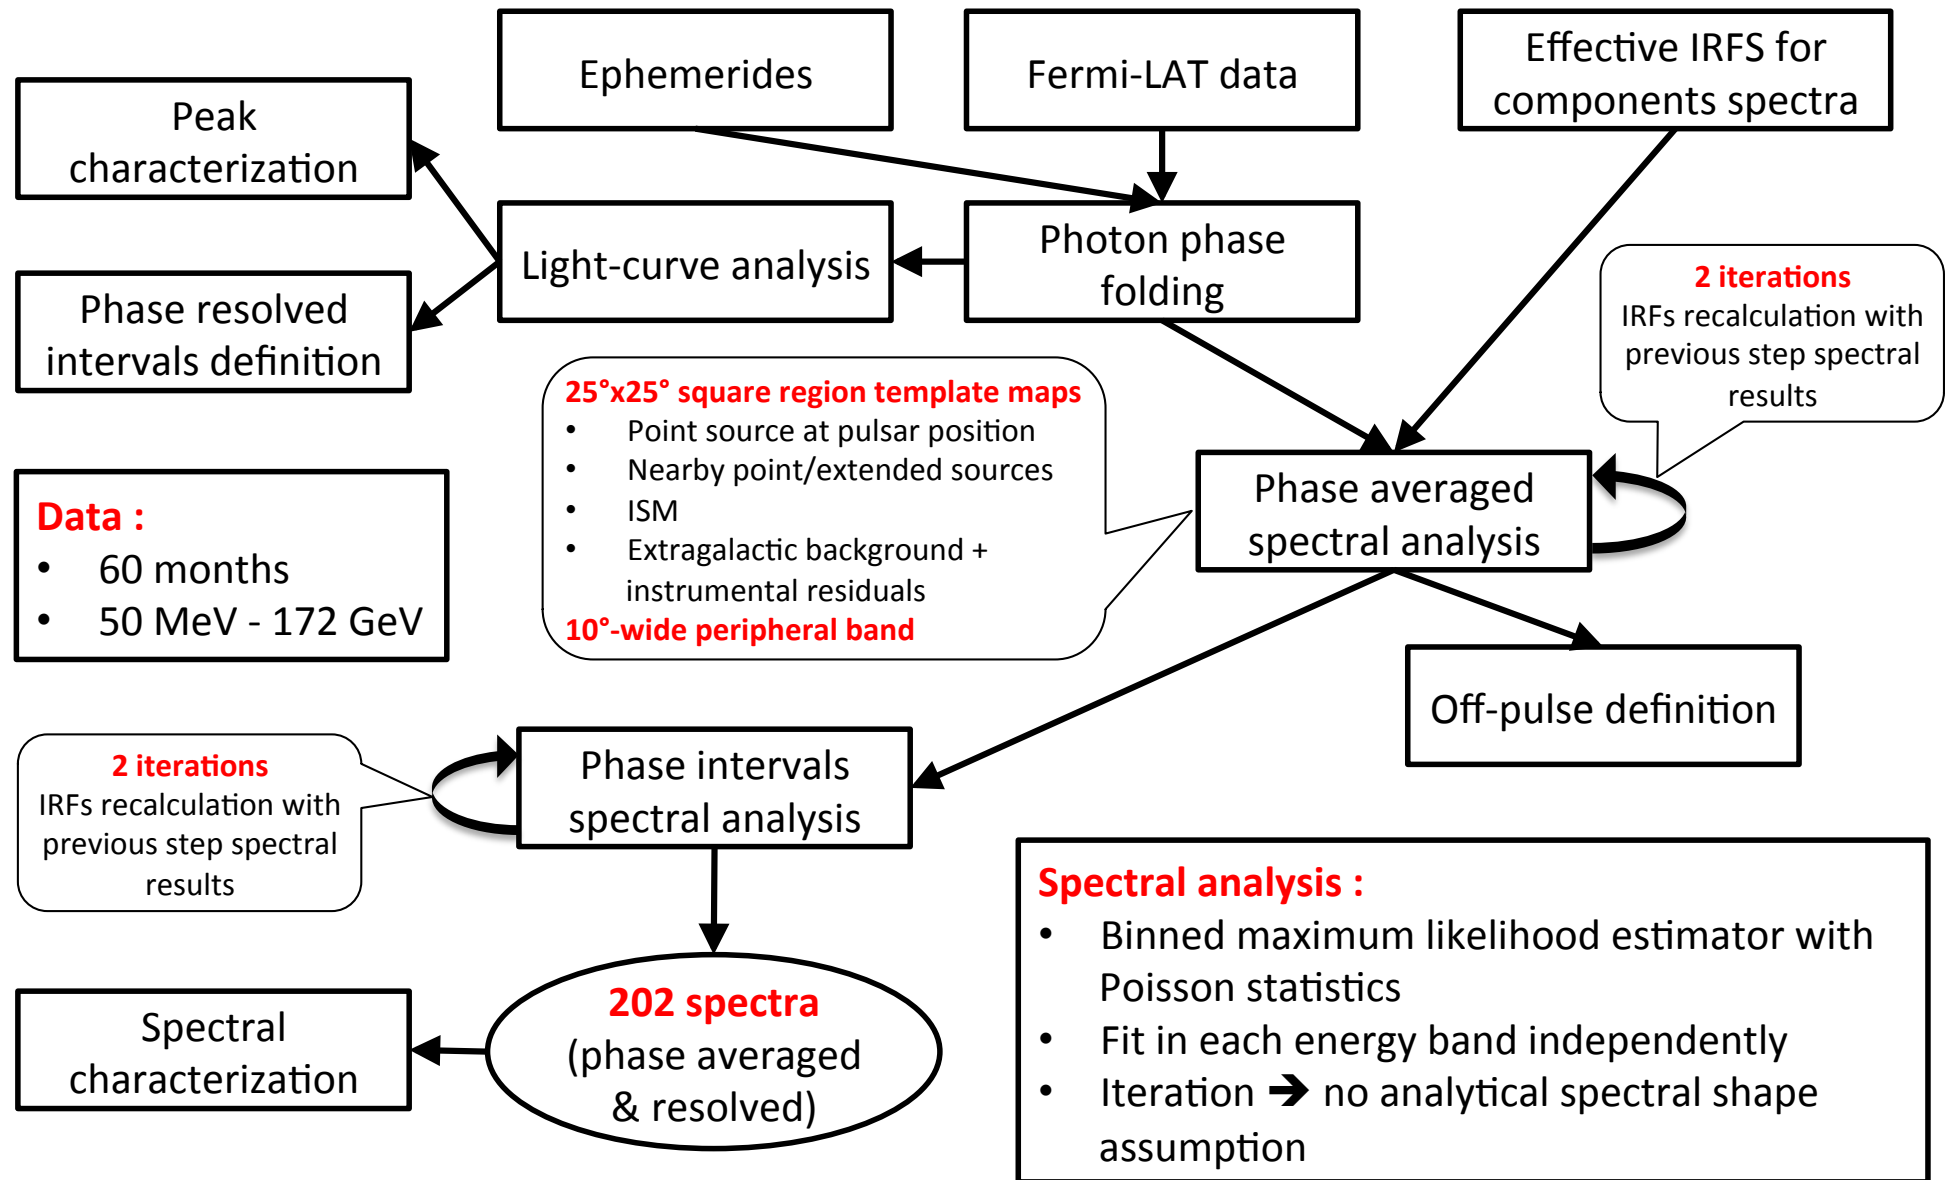 Ephemerides
Fermi-LAT data
Effective IRFS for
components spectra
Peak
characterization
Light-curve analysis
Photon phase
folding
Phase resolved
intervals definition
2 iterations
IRFs recalculation with
previous step spectral
results
25°x25° square region template maps
• Point source at pulsar position
• Nearby point/extended sources
• ISM
• Extragalactic background +
instrumental residuals
10°-wide peripheral band
Phase averaged
spectral analysis
Data :
• 60 months
• 50 MeV - 172 GeV
Off-pulse definition
2 iterations
IRFs recalculation with
previous step spectral
results
Phase intervals
spectral analysis
Spectral
characterization
202 spectra
(phase averaged
& resolved)
Spectral analysis :
• Binned maximum likelihood estimator with
Poisson statistics
• Fit in each energy band independently
• Iteration ➔ no analytical spectral shape
assumption